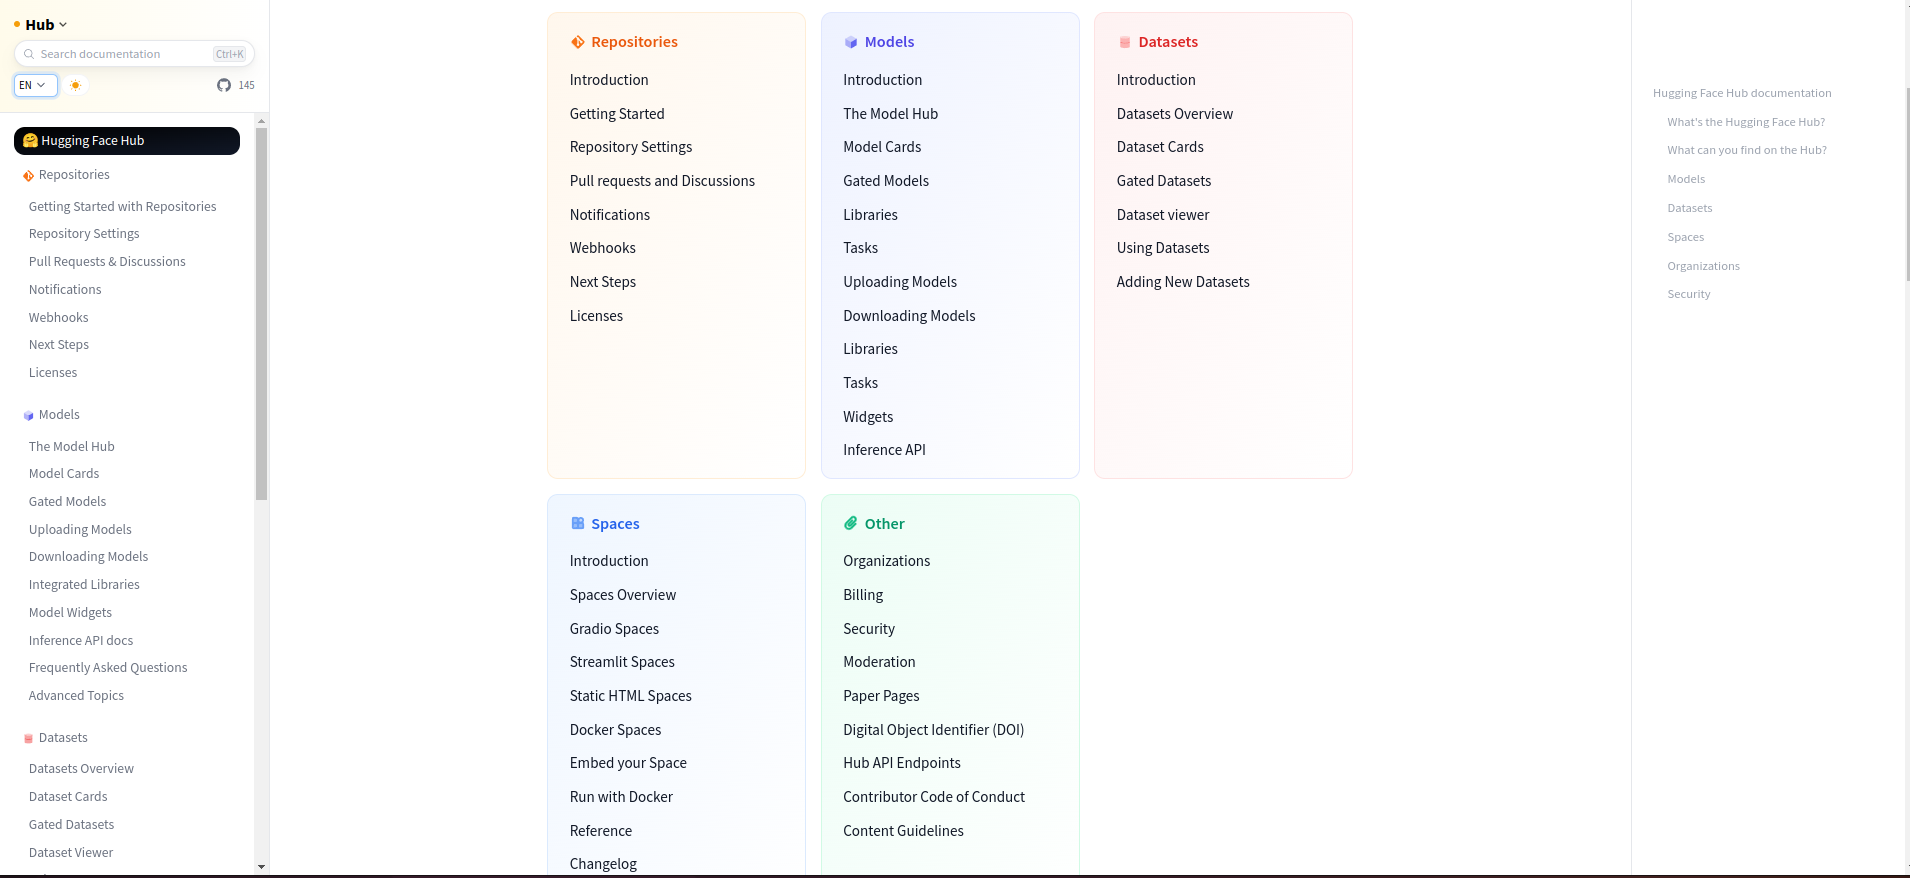 Hub
Search documentation Ctrl+K
EN 145
🤗 Hugging Face Hub
Repositories
Getting Started with Repositories
Repository Settings
Pull Requests & Discussions
Notifications
Webhooks
Next Steps
Licenses
Models
The Model Hub
Model Cards
Gated Models
Uploading Models
Downloading Models
Integrated Libraries
Model Widgets
Inference API docs
Frequently Asked Questions
Advanced Topics
Datasets
Datasets Overview
Dataset Cards
Gated Datasets
Dataset Viewer
Repositories
Introduction
Getting Started
Repository Settings
Pull requests and Discussions
Notifications
Webhooks
Next Steps
Licenses
Models
Introduction
The Model Hub
Model Cards
Gated Models
Libraries
Tasks
Uploading Models
Downloading Models
Libraries
Tasks
Widgets
Inference API
Datasets
Introduction
Datasets Overview
Dataset Cards
Gated Datasets
Dataset viewer
Using Datasets
Adding New Datasets
Spaces
Introduction
Spaces Overview
Gradio Spaces
Streamlit Spaces
Static HTML Spaces
Docker Spaces
Embed your Space
Run with Docker
Reference
Changelog
Other
Organizations
Billing
Security
Moderation
Paper Pages
Digital Object Identifier (DOI)
Hub API Endpoints
Contributor Code of Conduct
Content Guidelines
Hugging Face Hub documentation
What's the Hugging Face Hub?
What can you find on the Hub?
Models
Datasets
Spaces
Organizations
Security